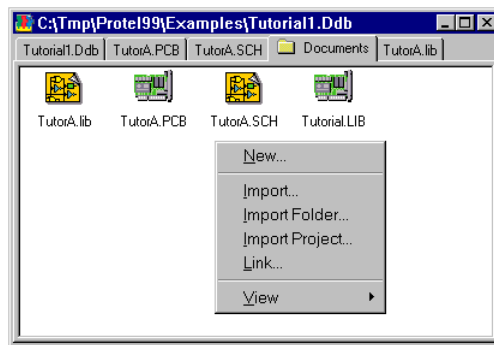 C:\Tmp\Protel99\Examples\Tutorial1.Ddb
Tutorial1.Ddb TutorA.PCB TutorA.SCH Documents TutorA.lib
TutorA.lib TutorA.PCB TutorA.SCH Tutorial.LIB
New...
Import...
Import Folder...
Import Project...
Link...
View